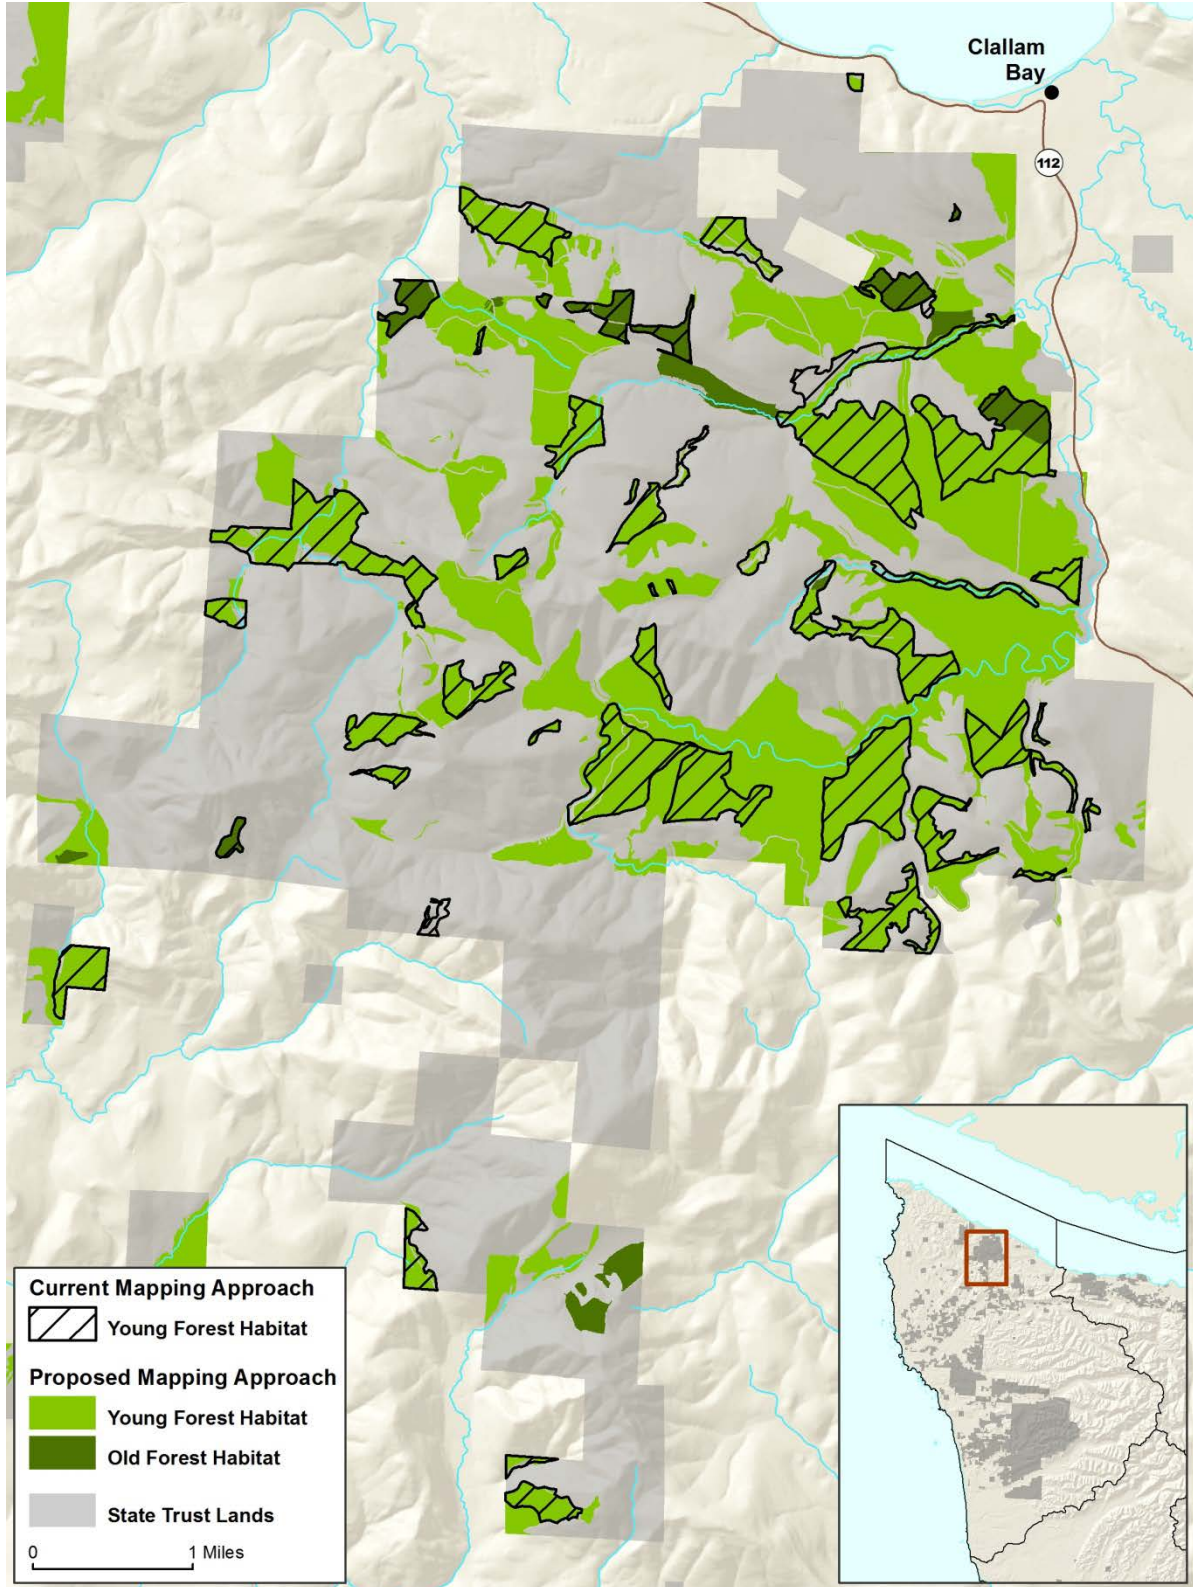 Clallam
Bay
112
Current Mapping Approach
Young Forest Habitat
Proposed Mapping Approach
Young Forest Habitat
Old Forest Habitat
State Trust Lands
0 1 Miles